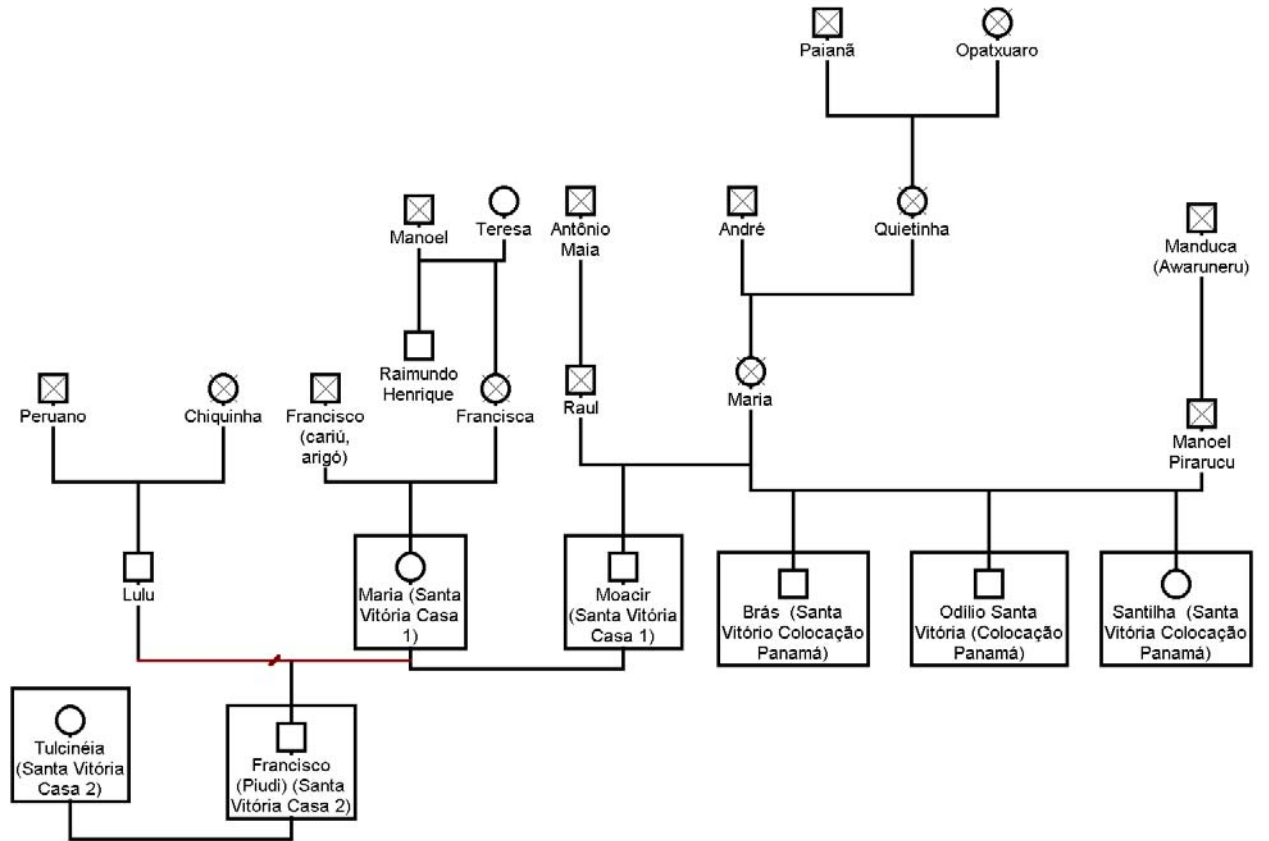 Paianã
Opatxuaro
Manoel
Teresa
Antônio
Maia
André
Quietinha
Manduca
(Awaruneru)
Raimundo
Henrique
Peruano
Chiquinha
Francisco
(cariú,
arigó)
Francisca
Raul
Maria
Manoel
Pirarucu
Lulu
Maria (Santa
Vitória Casa
1)
Moacir
(Santa Vitória
Casa 1)
Brás (Santa
Vitório Colocação
Panamá)
Odílio Santa
Vitória (Colocação
Panamá)
Santilha (Santa
Vitória Colocação
Panamá)
Tulcinéia
(Santa Vitória
Casa 2)
Francisco
(Piudi) (Santa
Vitória Casa 2)